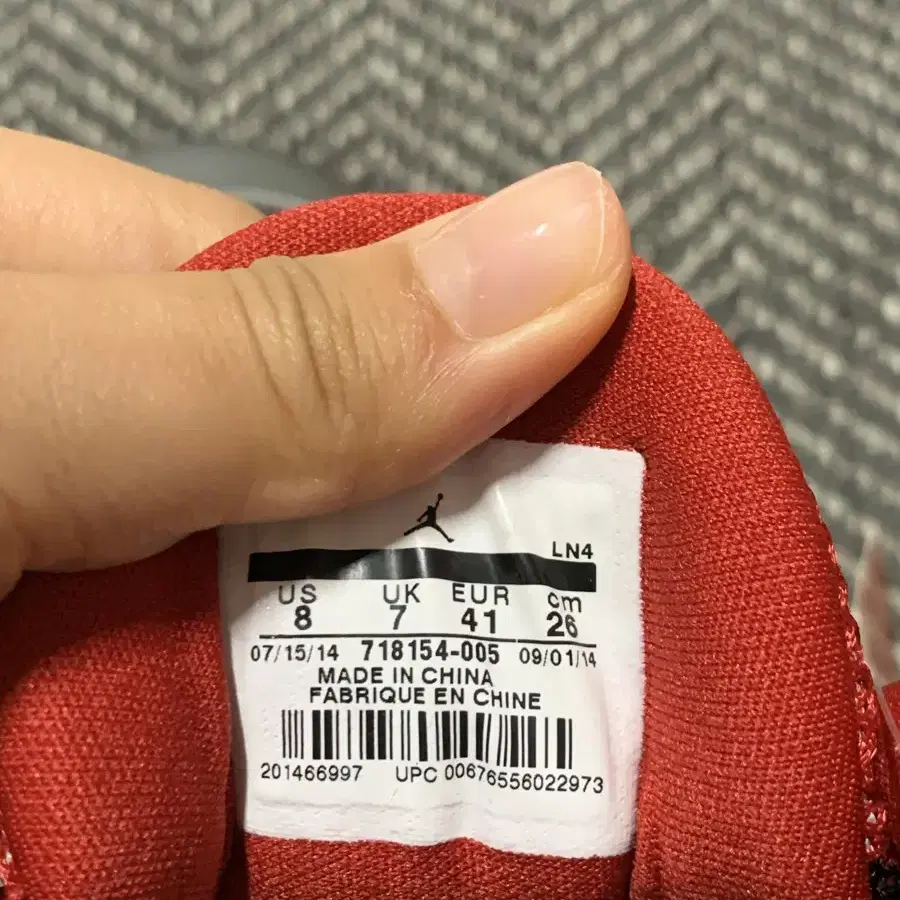 LN4
US UK EUR cm
8 7 41 26
07/15/14 718154-005 09/01/14
MADE IN CHINA
FABRIQUE EN CHINE
201466997 UPC 00676556022973